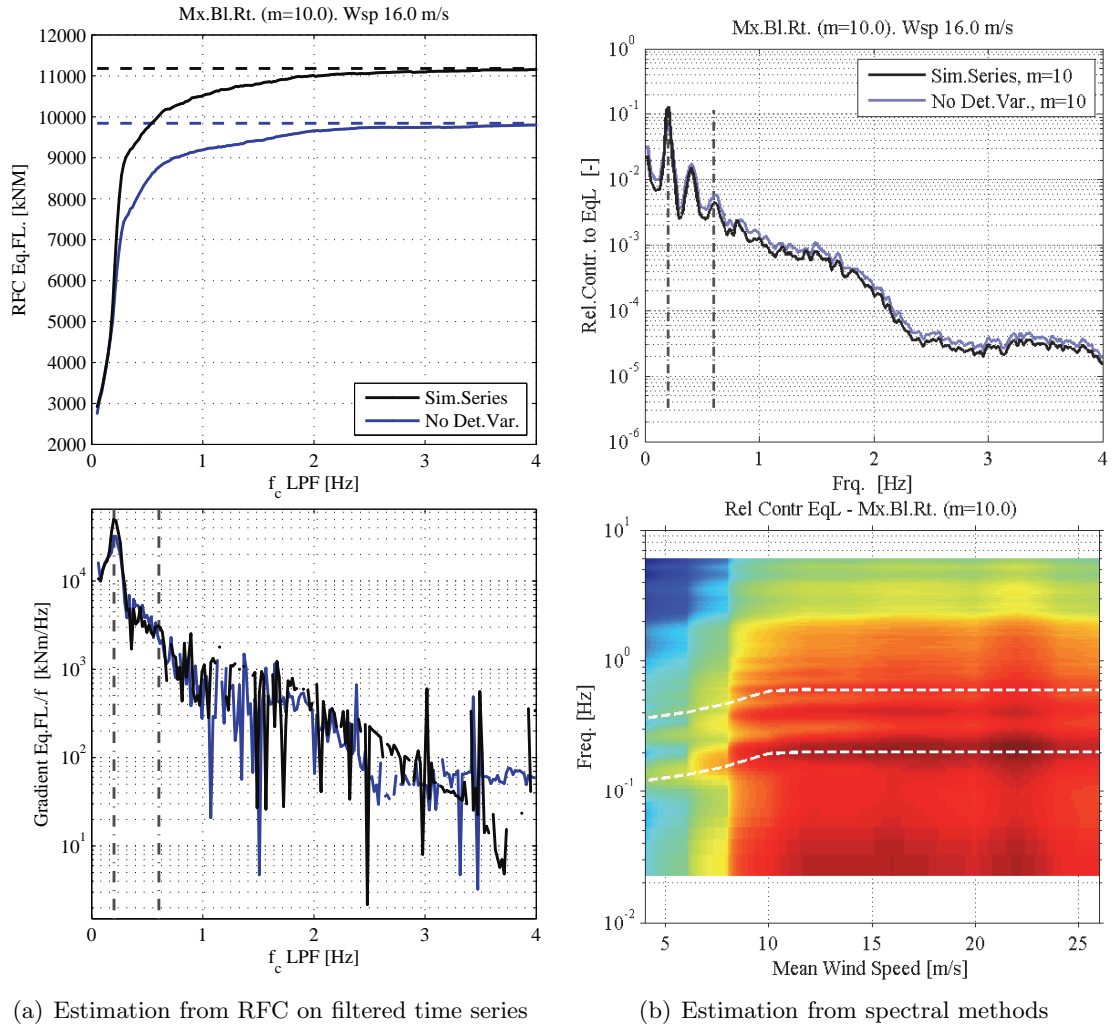 Mx.Bl.Rt. (m=10.0). Wsp 16.0 m/s
12000
11000
10000
9000
8000
7000
6000
5000
4000
3000
2000
RFC Eq.FL. [kNM]
Sim.Series
No Det.Var.
0 1 2 3 4
f_c LPF [Hz]
10^4
10^3
10^2
10^1
Gradient Eq.FL/f [kNm/Hz]
0 1 2 3 4
f_c LPF [Hz]
(a) Estimation from RFC on filtered time series
Mx.Bl.Rt. (m=10.0). Wsp 16.0 m/s
10^0
10^-1
10^-2
10^-3
10^-4
10^-5
10^-6
Rel.Contr to EqL [-]
Sim.Series, m=10
No Det.Var., m=10
0 1 2 3 4
Frq. [Hz]
Rel Contr EqL - Mx.Bl.Rt. (m=10.0)
10^1
10^0
10^-1
10^-2
Freq. [Hz]
5 10 15 20 25
Mean Wind Speed [m/s]
(b) Estimation from spectral methods